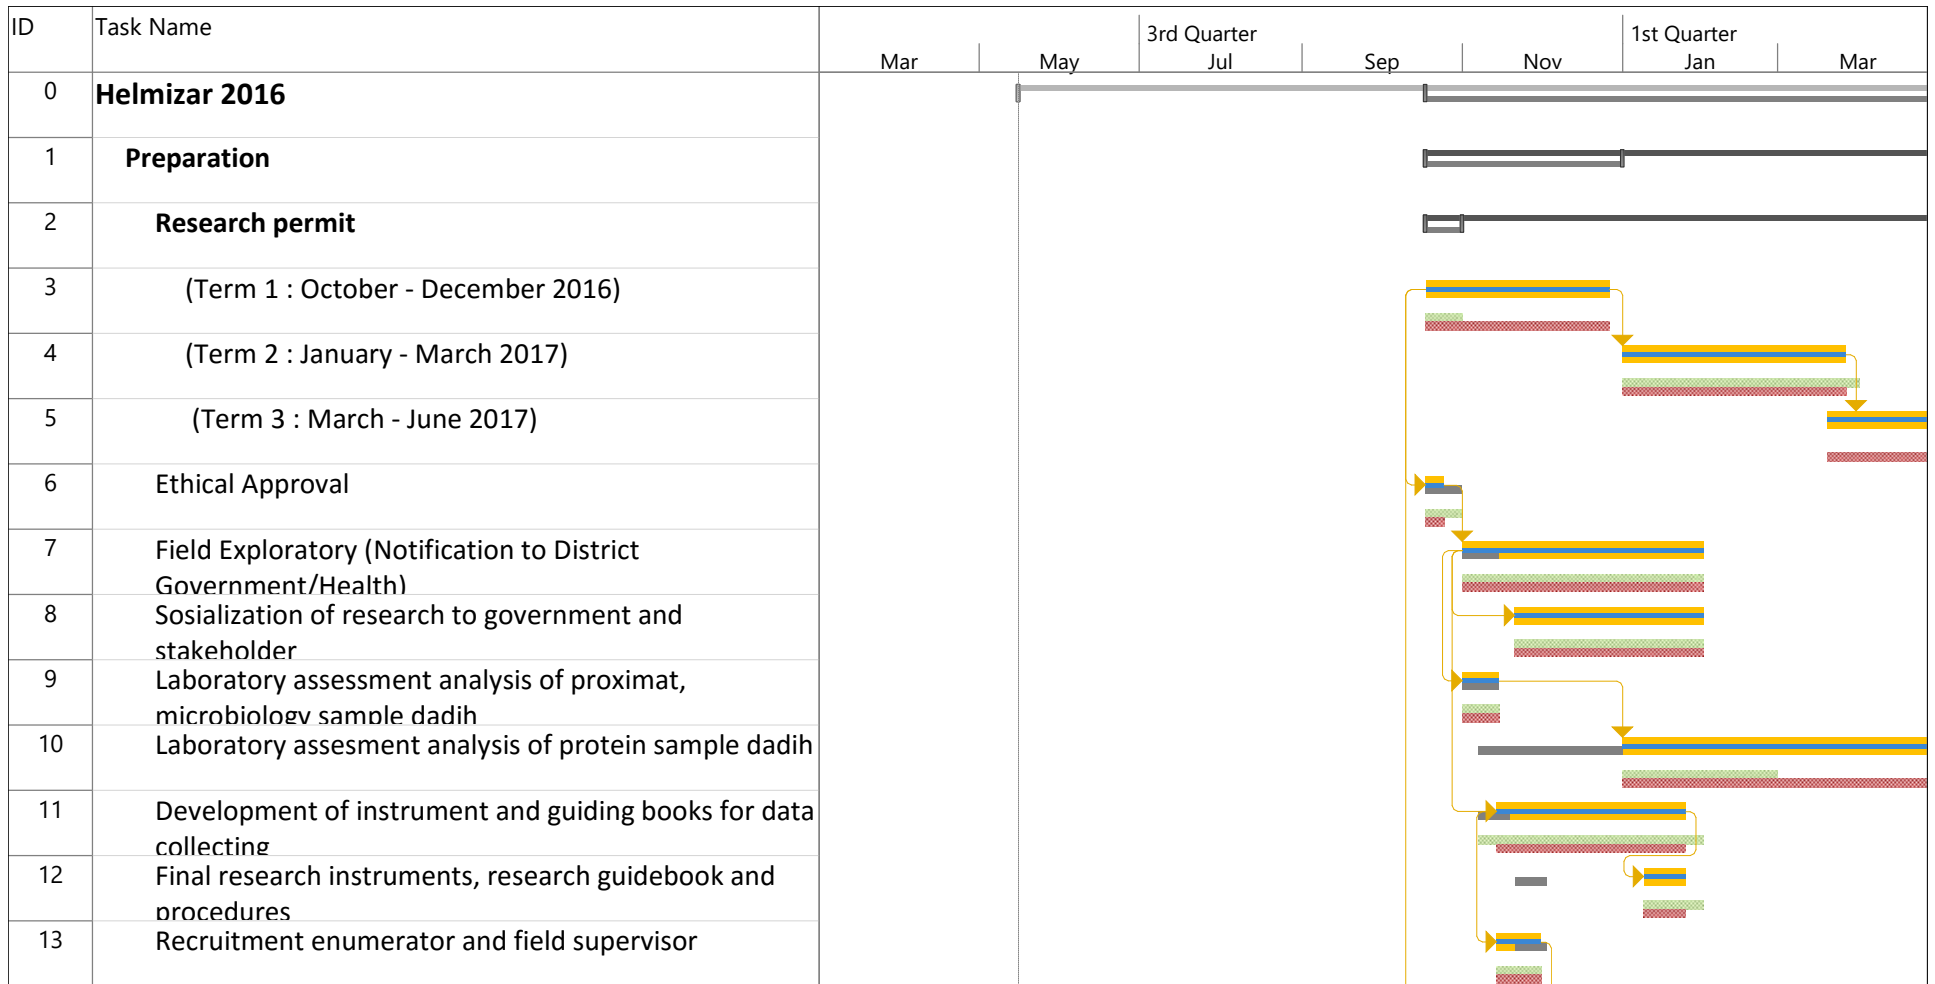 ID Task Name
3rd Quarter 1st Quarter
Mar May Jul Sep Nov Jan Mar
0 Helmizar 2016
1 Preparation
2 Research permit
3 (Term 1 : October - December 2016)
4 (Term 2 : January - March 2017)
5 (Term 3 : March - June 2017)
6 Ethical Approval
7 Field Exploratory (Notification to District
Government/Health)
8 Sosialization of research to government and
stakeholder
9 Laboratory assessment analysis of proximat,
microbiology sample dadih
10 Laboratory assesment analysis of protein sample dadih
11 Development of instrument and guiding books for data
collecting
12 Final research instruments, research guidebook and
procedures
13 Recruitment enumerator and field supervisor